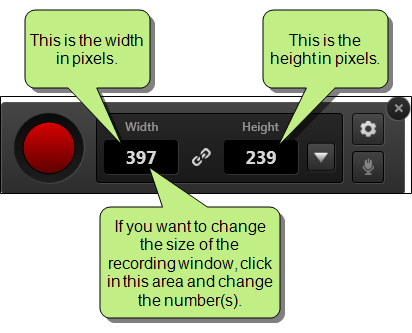 This is the width
in pixels.
This is the
height in pixels.
Width
Height
397
239
If you want to change
the size of the
recording window, click
in this area and change
the number(s).